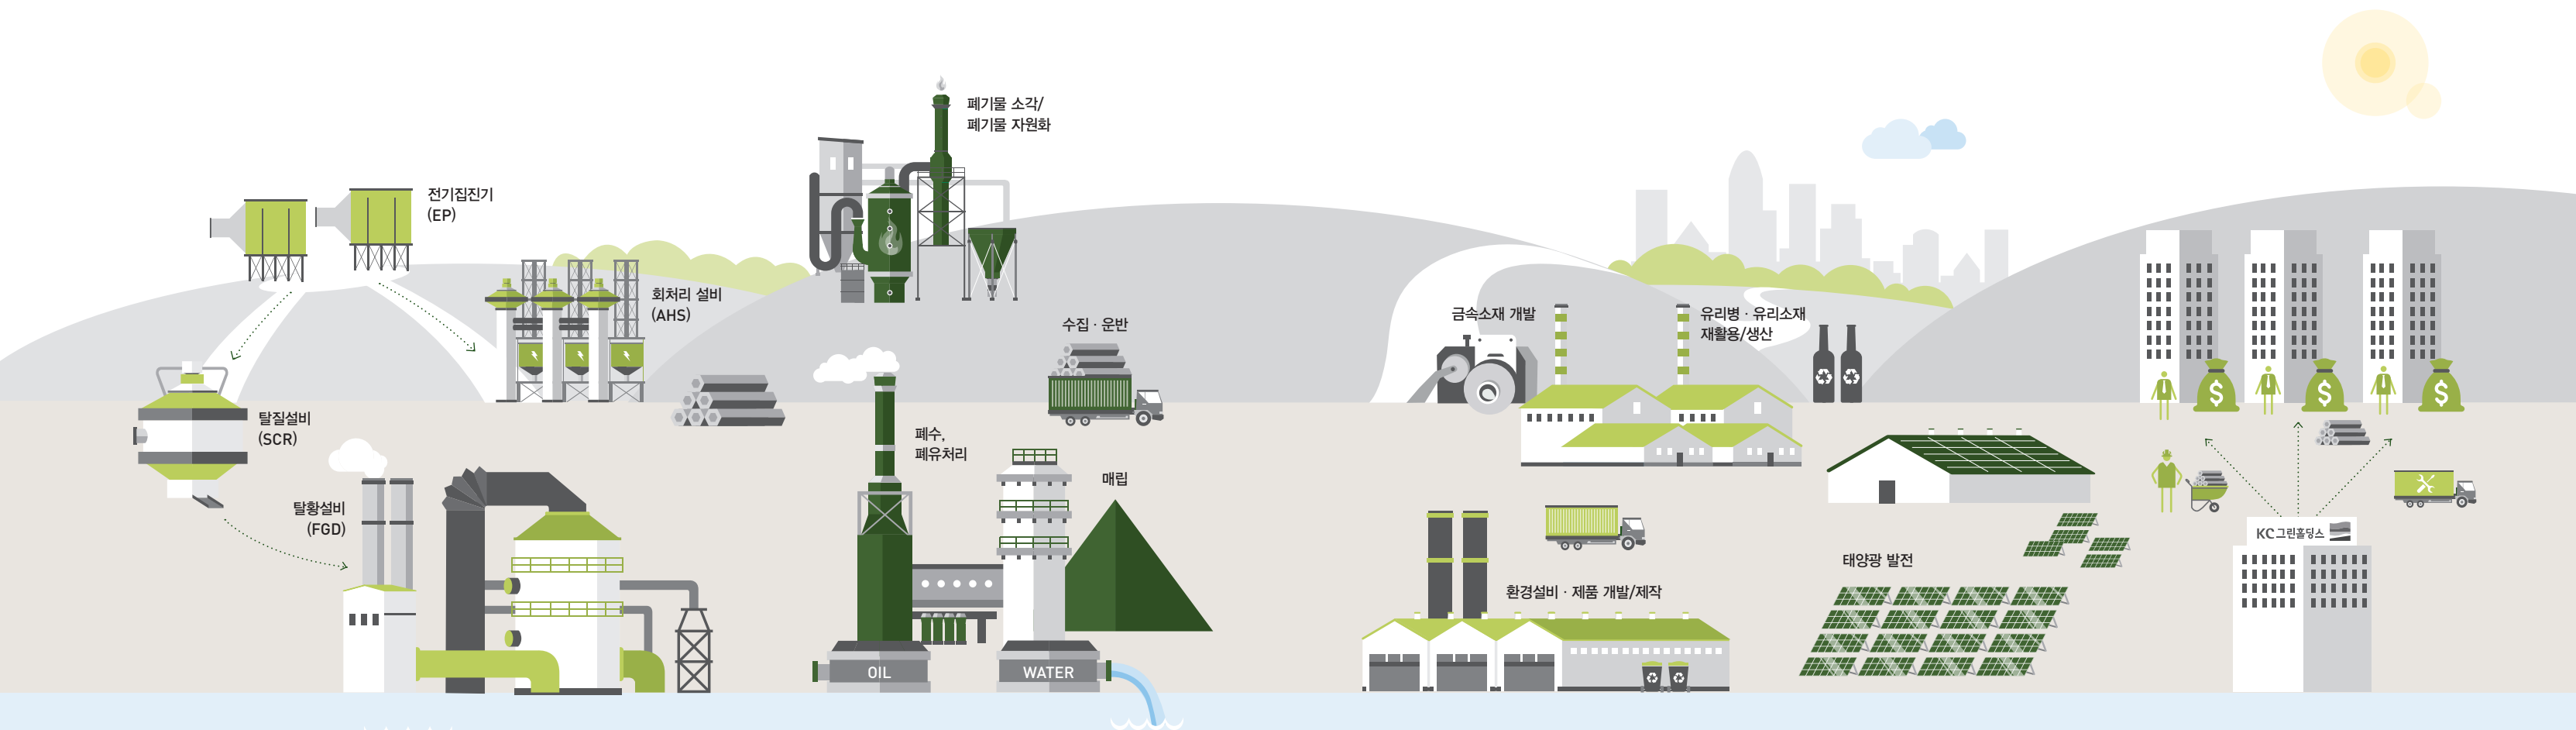 폐기물 소각/
폐기물 자원화
전기집진기
(EP)
회처리 설비
(AHS)
수집 · 운반
금속소재 개발
유리병 · 유리소재
재활용/생산
탈질설비
(SCR)
폐수,
폐유처리
매립
탈황설비
(FGD)
KC그린홀딩스
태양광 발전
환경설비 · 제품 개발/제작
OIL
WATER
$
$
$